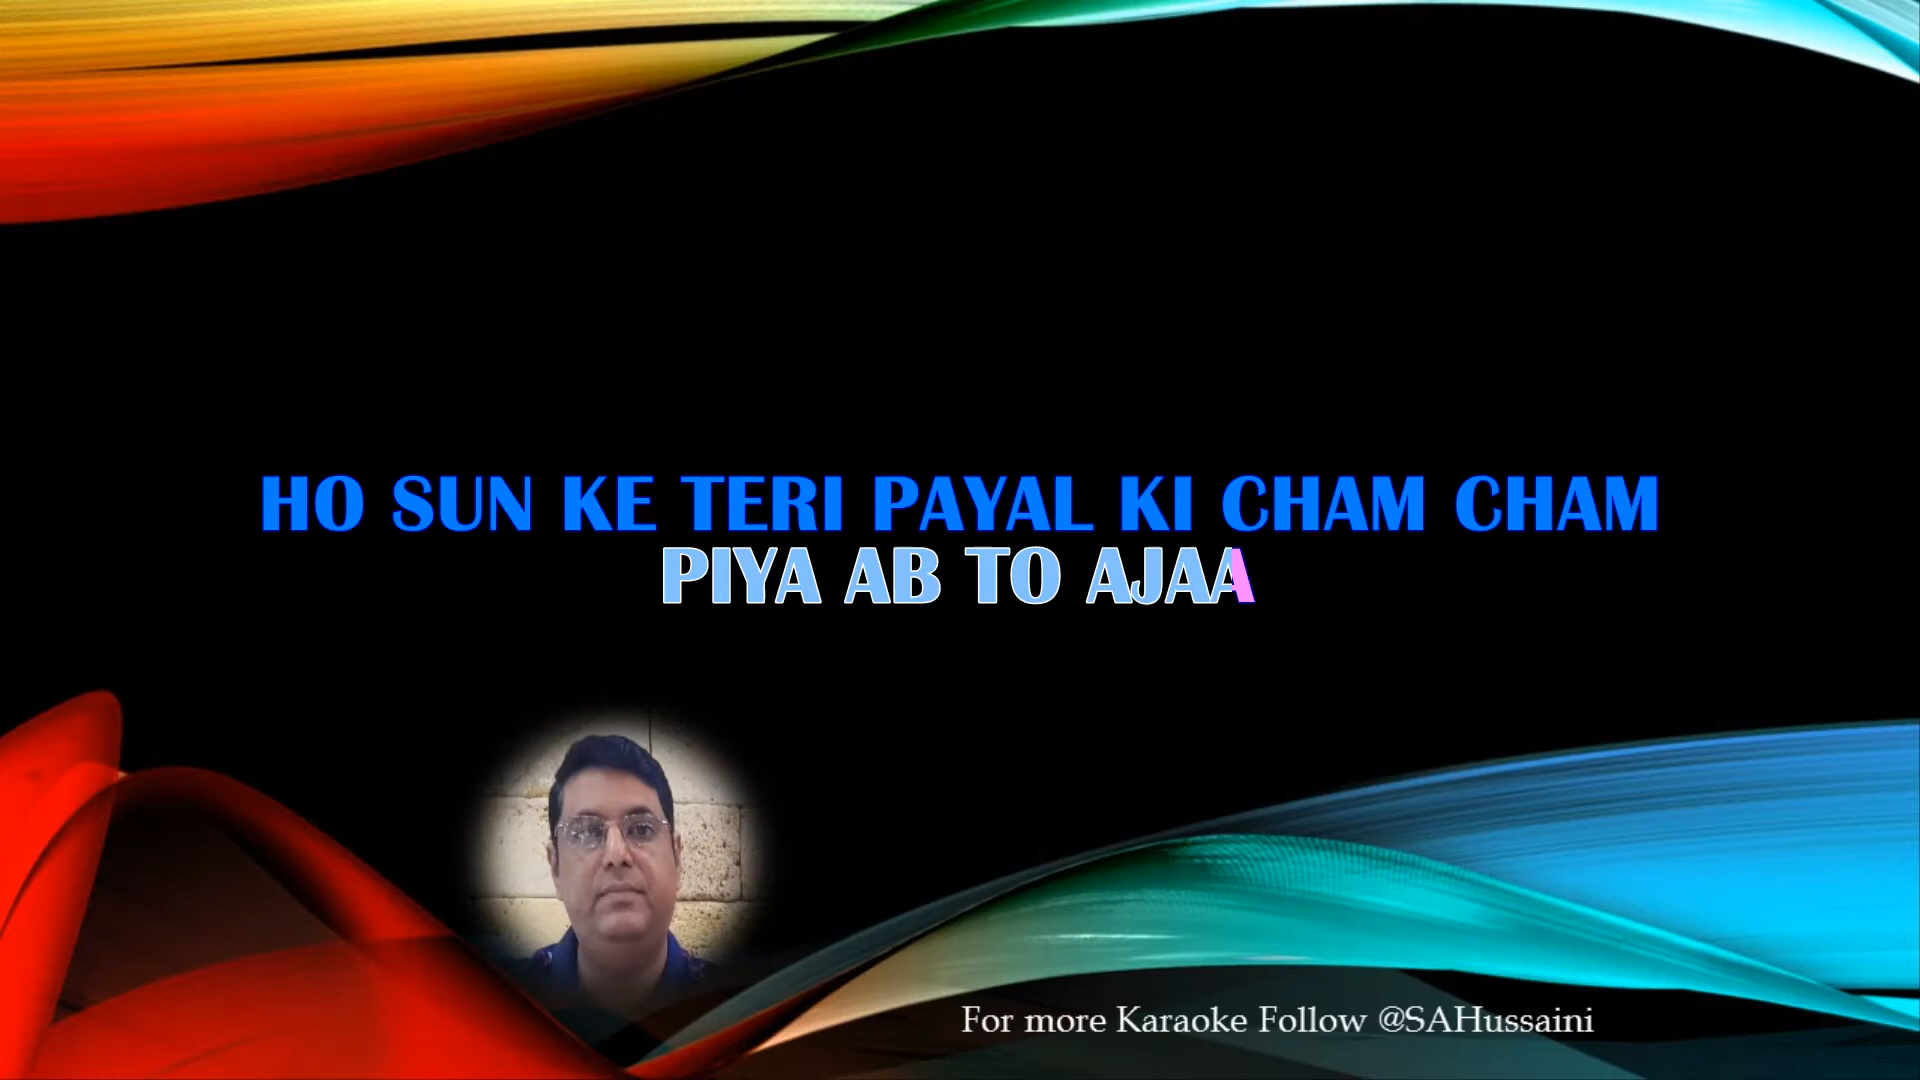 HO SUN KE TERI PAYAL KI CHAM CHAM
PIYA AB TO AJAA
For more Karaoke Follow @SAHussaini